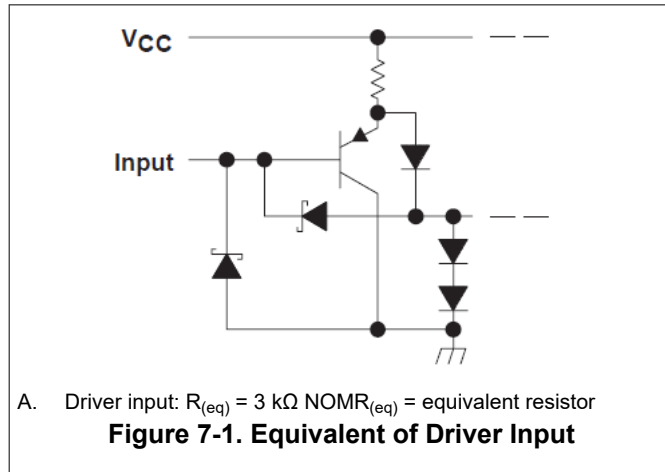 VCC
Input
A. Driver input: R(eq) = 3 kΩ NOMR(eq) = equivalent resistor
Figure 7-1. Equivalent of Driver Input